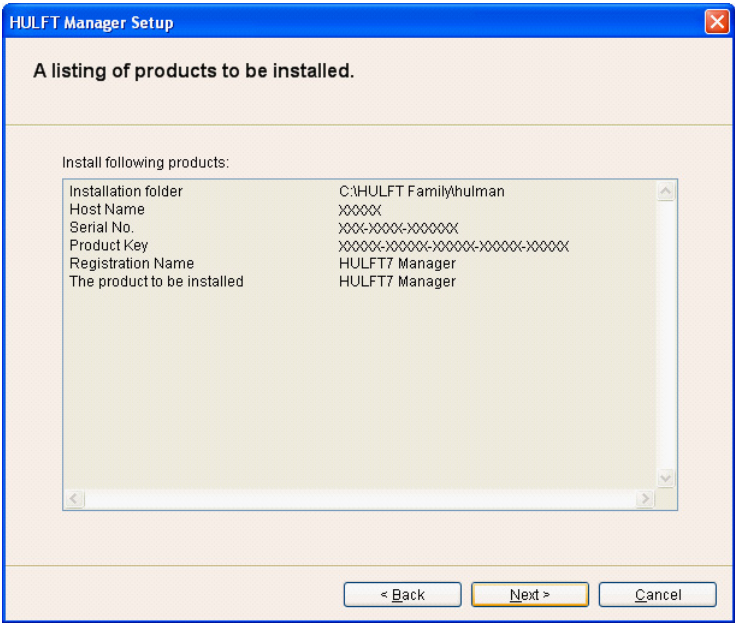 HULFT Manager Setup
A listing of products to be installed.
Install following products:
Installation folder C:\HULFT Family\hulman
Host Name XXXXX
Serial No. XXX-XXXX-XXXXXX
Product Key XXXXX-XXXXX-XXXXX-XXXXX-XXXXX
Registration Name HULFT7 Manager
The product to be installed HULFT7 Manager
< Back Next > Cancel